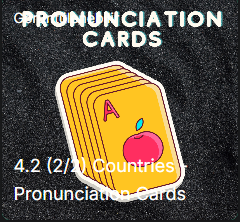 PRONUNCIATION
CARDS
A
4.2 (2/2) Countries -
Pronunciation Cards